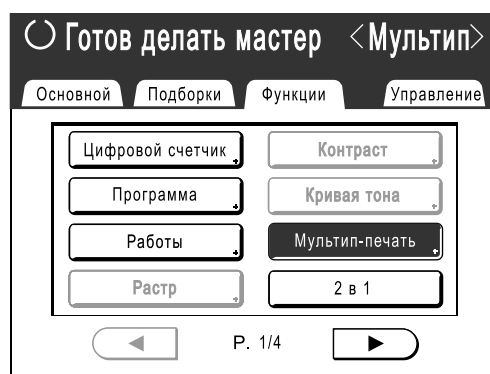 Готов делать мастер <Мультип>
Основной Подборки Функции Управление
Цифровой счетчик Контраст
Программа Кривая тона
Работы Мультип-печать
Растр 2 в 1
P. 1/4